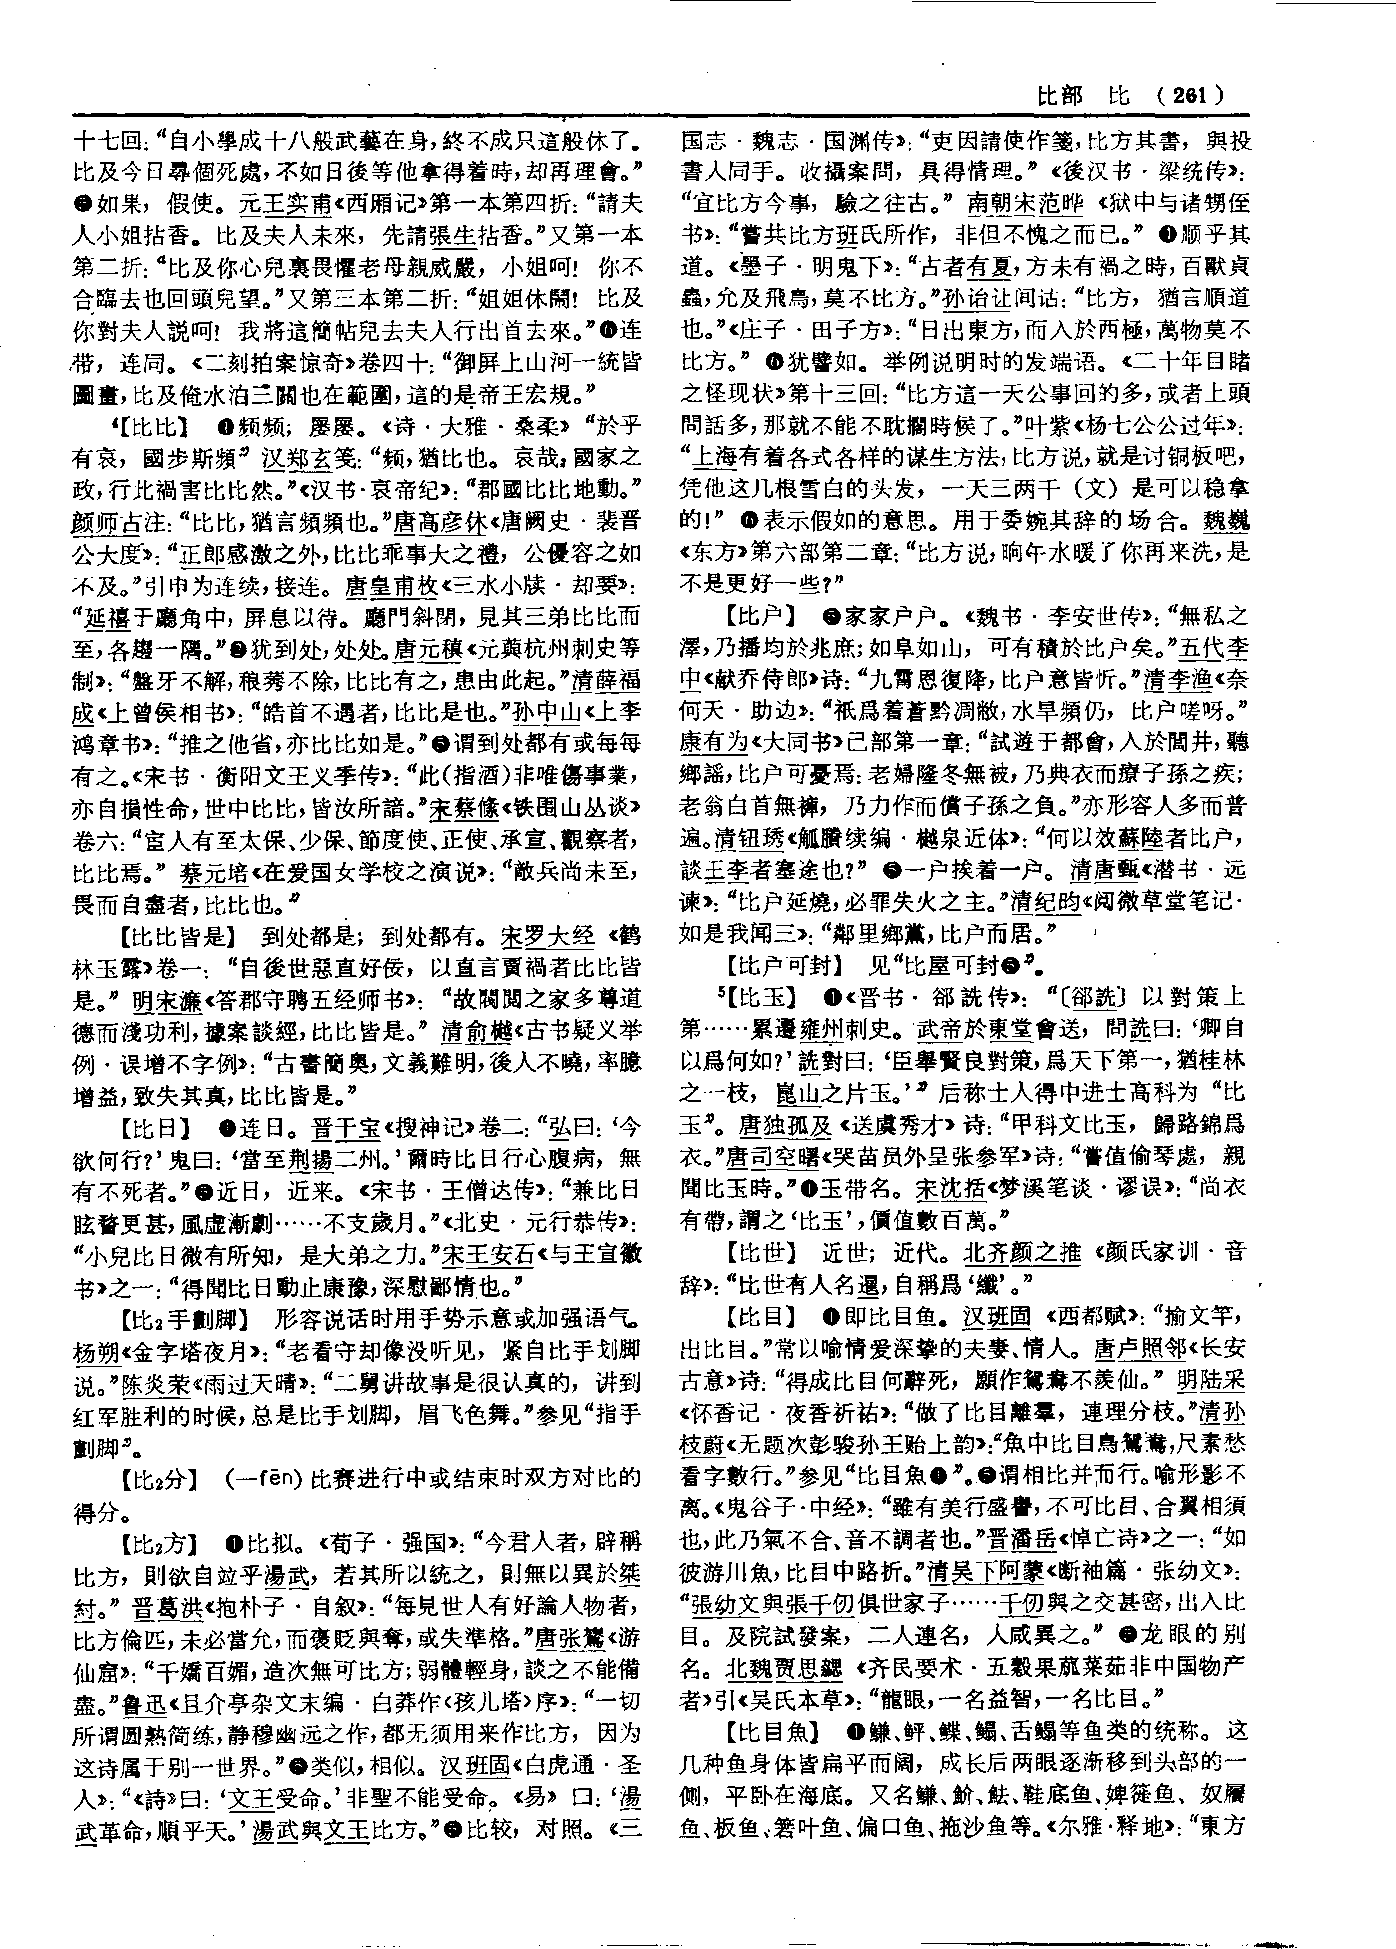 比部　比　（261）
十七回：“自小學成十八般武藝在身，終不成只這般休了。
比及今日尋個死處，不如日後等他拿得着時，却再理會。”
❺如果，假使。元王实甫《西厢记》第一本第四折：“請夫
人小姐拈香。比及夫人未來，先請張生拈香。”又第一本
第二折：“比及你心兒裏畏懼老母親威嚴，小姐呵！你不
合臨去也回頭兒望。”又第三本第二折：“姐姐休鬧！比及
你對夫人説呵！我將這簡帖兒去夫人行出首去來。”❻连
带，连同。《二刻拍案惊奇》卷四十：“御屏上山河一統皆
圖畫，比及俺水泊三關也在範圍，這的是帝王宏規。”
⁴【比比】　❶频频；屡屡。《诗·大雅·桑柔》“於乎
有哀，國步斯頻”汉郑玄笺：“频，猶比也。哀哉，國家之
政，行此禍害比比然。”《汉书·哀帝纪》：“郡國比比地動。”
颜师古注：“比比，猶言頻頻也。”唐高彦休《唐阙史·裴晋
公大度》：“正郎感激之外，比比乖事大之禮，公優容之如
不及。”引申为连续，接连。唐皇甫枚《三水小牍·却要》：
“延禧于廳角中，屏息以待。廳門斜閉，見其三弟比比而
至，各趨一隅。”❷犹到处，处处。唐元稹《元藇杭州刺史等
制》：“盤牙不解，稂莠不除，比比有之，患由此起。”清薛福
成《上曾侯相书》：“皓首不遇者，比比是也。”孙中山《上李
鸿章书》：“推之他省，亦比比如是。”❸谓到处都有或每每
有之。《宋书·衡阳文王义季传》：“此（指酒）非唯傷事業，
亦自損性命，世中比比，皆汝所諳。”宋蔡絛《铁围山丛谈》
卷六：“宦人有至太保、少保、節度使、正使、承宣、觀察者，
比比焉。”蔡元培《在爱国女学校之演说》：“敵兵尚未至，
畏而自盡者，比比也。”
【比比皆是】　到处都是；到处都有。宋罗大经《鹤
林玉露》卷一：“自後世惡直好佞，以直言賈禍者比比皆
是。”明宋濂《答郡守聘五经师书》：“故閥閲之家多尊道
德而淺功利，據案談經，比比皆是。”清俞樾《古书疑义举
例·误增不字例》：“古書簡奥，文義難明，後人不曉，率臆
增益，致失其真，比比皆是。”
【比日】　❶连日。晋干宝《搜神记》卷二：“弘曰：‘今
欲何行？’鬼曰：‘當至荆揚二州。’爾時比日行心腹病，無
有不死者。”❷近日，近来。《宋书·王僧达传》：“兼比日
眩瞀更甚，風虚漸劇……不支歲月。”《北史·元行恭传》：
“小兒比日微有所知，是大弟之力。”宋王安石《与王宣徽
书》之一：“得聞比日動止康豫，深慰鄙情也。”
【比₂手劃脚】　形容说话时用手势示意或加强语气。
杨朔《金字塔夜月》：“老看守却像没听见，紧自比手划脚
说。”陈炎荣《雨过天晴》：“二舅讲故事是很认真的，讲到
红军胜利的时候，总是比手划脚，眉飞色舞。”参见“指手
劃脚”。
【比₂分】　（—fēn）比赛进行中或结束时双方对比的
得分。
【比₂方】　❶比拟。《荀子·强国》：“今君人者，辟稱
比方，則欲自竝乎湯武，若其所以統之，則無以異於桀
紂。”晋葛洪《抱朴子·自叙》：“每見世人有好論人物者，
比方倫匹，未必當允，而褒貶與奪，或失準格。”唐张鷟《游
仙窟》：“千嬌百媚，造次無可比方；弱體輕身，談之不能備
盡。”鲁迅《且介亭杂文末编·白莽作〈孩儿塔〉序》：“一切
所谓圆熟简练，静穆幽远之作，都无须用来作比方，因为
这诗属于别一世界。”❷类似，相似。汉班固《白虎通·圣
人》：“《詩》曰：‘文王受命。’非聖不能受命。《易》曰：‘湯
武革命，順乎天。’湯武與文王比方。”❸比较，对照。《三
国志·魏志·国渊传》：“吏因請使作箋，比方其書，與投
書人同手。收攝案問，具得情理。”《後汉书·梁统传》：
“宜比方今事，驗之往古。”南朝宋范晔《狱中与诸甥侄
书》：“嘗共比方班氏所作，非但不愧之而已。”❹顺乎其
道。《墨子·明鬼下》：“古者有夏，方未有禍之時，百獸貞
蟲，允及飛鳥，莫不比方。”孙诒让间诂：“比方，猶言順道
也。”《庄子·田子方》：“日出東方，而入於西極，萬物莫不
比方。”❺犹譬如。举例说明时的发端语。《二十年目睹
之怪现状》第十三回：“比方這一天公事回的多，或者上頭
問話多，那就不能不耽擱時候了。”叶紫《杨七公公过年》：
“上海有着各式各样的谋生方法，比方说，就是讨铜板吧，
凭他这几根雪白的头发，一天三两千（文）是可以稳拿
的！”❻表示假如的意思。用于委婉其辞的场合。魏巍
《东方》第六部第二章：“比方说，晌午水暖了你再来洗，是
不是更好一些？”
【比户】　❶家家户户。《魏书·李安世传》：“無私之
澤，乃播均於兆庶；如阜如山，可有積於比户矣。”五代李
中《献乔侍郎》诗：“九霄恩復降，比户意皆忻。”清李渔《奈
何天·助边》：“祇爲着蒼黔凋敝，水旱頻仍，比户嗟呀。”
康有为《大同书》己部第一章：“試遊于都會，入於閭井，聽
鄉謡，比户可憂焉：老婦隆冬無被，乃典衣而療子孫之疾；
老翁白首無褲，乃力作而償子孫之負。”亦形容人多而普
遍。清钮琇《觚賸续编·樾泉近体》：“何以效蘇陸者比户，
談王李者塞途也？”❷一户挨着一户。清唐甄《潜书·远
谏》：“比户延燒，必罪失火之主。”清纪昀《阅微草堂笔记·
如是我闻三》：“鄰里鄉黨，比户而居。”
【比户可封】　见“比屋可封❷”。
⁵【比玉】　❶《晋书·郤詵传》：“〔郤詵〕以對策上
第……累遷雍州刺史。武帝於東堂會送，問詵曰：‘卿自
以爲何如？’詵對曰：‘臣舉賢良對策，爲天下第一，猶桂林
之一枝，崑山之片玉。’”后称士人得中进士高科为“比
玉”。唐独孤及《送虞秀才》诗：“甲科文比玉，歸路錦爲
衣。”唐司空曙《哭苗员外呈张参军》诗：“嘗值偷琴處，親
聞比玉時。”❷玉带名。宋沈括《梦溪笔谈·谬误》：“尚衣
有帶，謂之‘比玉’，價值數百萬。”
【比世】　近世；近代。北齐颜之推《颜氏家训·音
辞》：“比世有人名暹，自稱爲‘纖’。”
【比目】　❶即比目鱼。汉班固《西都赋》：“揄文竿，
出比目。”常以喻情爱深挚的夫妻、情人。唐卢照邻《长安
古意》诗：“得成比目何辭死，願作鴛鴦不羨仙。”明陆采
《怀香记·夜香祈祐》：“做了比目離羣，連理分枝。”清孙
枝蔚《无题次彭骏孙王贻上韵》：“魚中比目鳥鴛鴦，尺素愁
看字數行。”参见“比目魚❶”。❷谓相比并而行。喻形影不
离。《鬼谷子·中经》：“雖有美行盛譽，不可比目、合翼相須
也，此乃氣不合、音不調者也。”晋潘岳《悼亡诗》之一：“如
彼游川魚，比目中路折。”清吴下阿蒙《断袖篇·张幼文》：
“張幼文與張千仞俱世家子……千仞與之交甚密，出入比
目。及院試發案，二人連名，人咸異之。”❸龙眼的别
名。北魏贾思勰《齐民要术·五穀果蓏菜茹非中国物产
者》引《吴氏本草》：“龍眼，一名益智，一名比目。”
【比目魚】　❶鳒、鲆、鲽、鳎、舌鳎等鱼类的统称。这
几种鱼身体皆扁平而阔，成长后两眼逐渐移到头部的一
侧，平卧在海底。又名鳒、魪、魼、鞋底鱼、婢簁鱼、奴屩
鱼、板鱼、箬叶鱼、偏口鱼、拖沙鱼等。《尔雅·释地》：“東方